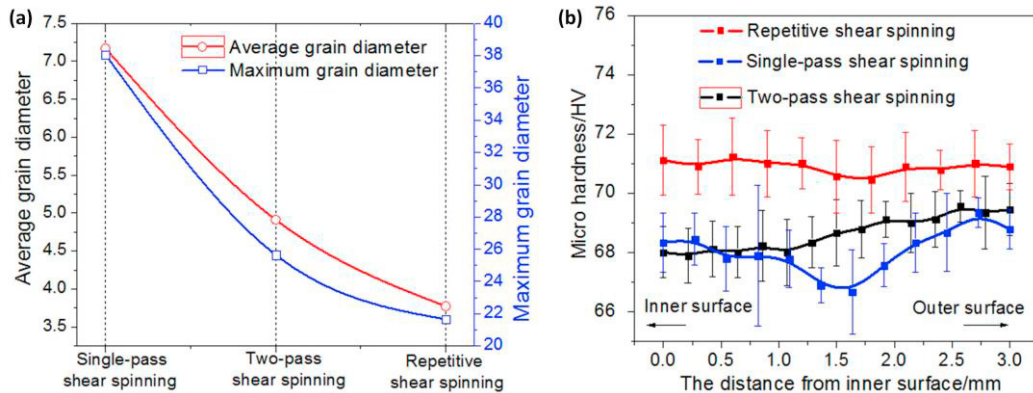 (a)
7.5
7.0
6.5
6.0
5.5
5.0
4.5
4.0
3.5
Average grain diameter
Average grain diameter
Maximum grain diameter
40
38
36
34
32
30
28
26
24
22
20
Maximum grain diameter
Single-pass
shear spinning
Two-pass
shear spinning
Repetitive
shear spinning
(b)
76
74
72
70
68
66
Micro hardness/HV
Repetitive shear spinning
Single-pass shear spinning
Two-pass shear spinning
Inner surface
Outer surface
0.0 0.5 1.0 1.5 2.0 2.5 3.0
The distance from inner surface/mm